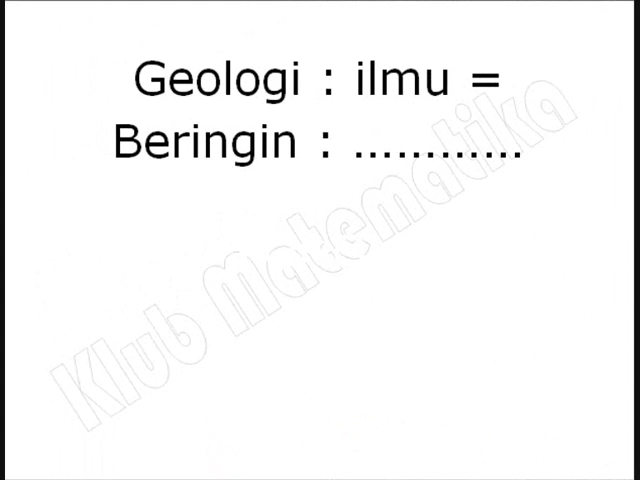 Geologi : ilmu =
Beringin : ............
Klub Matematika